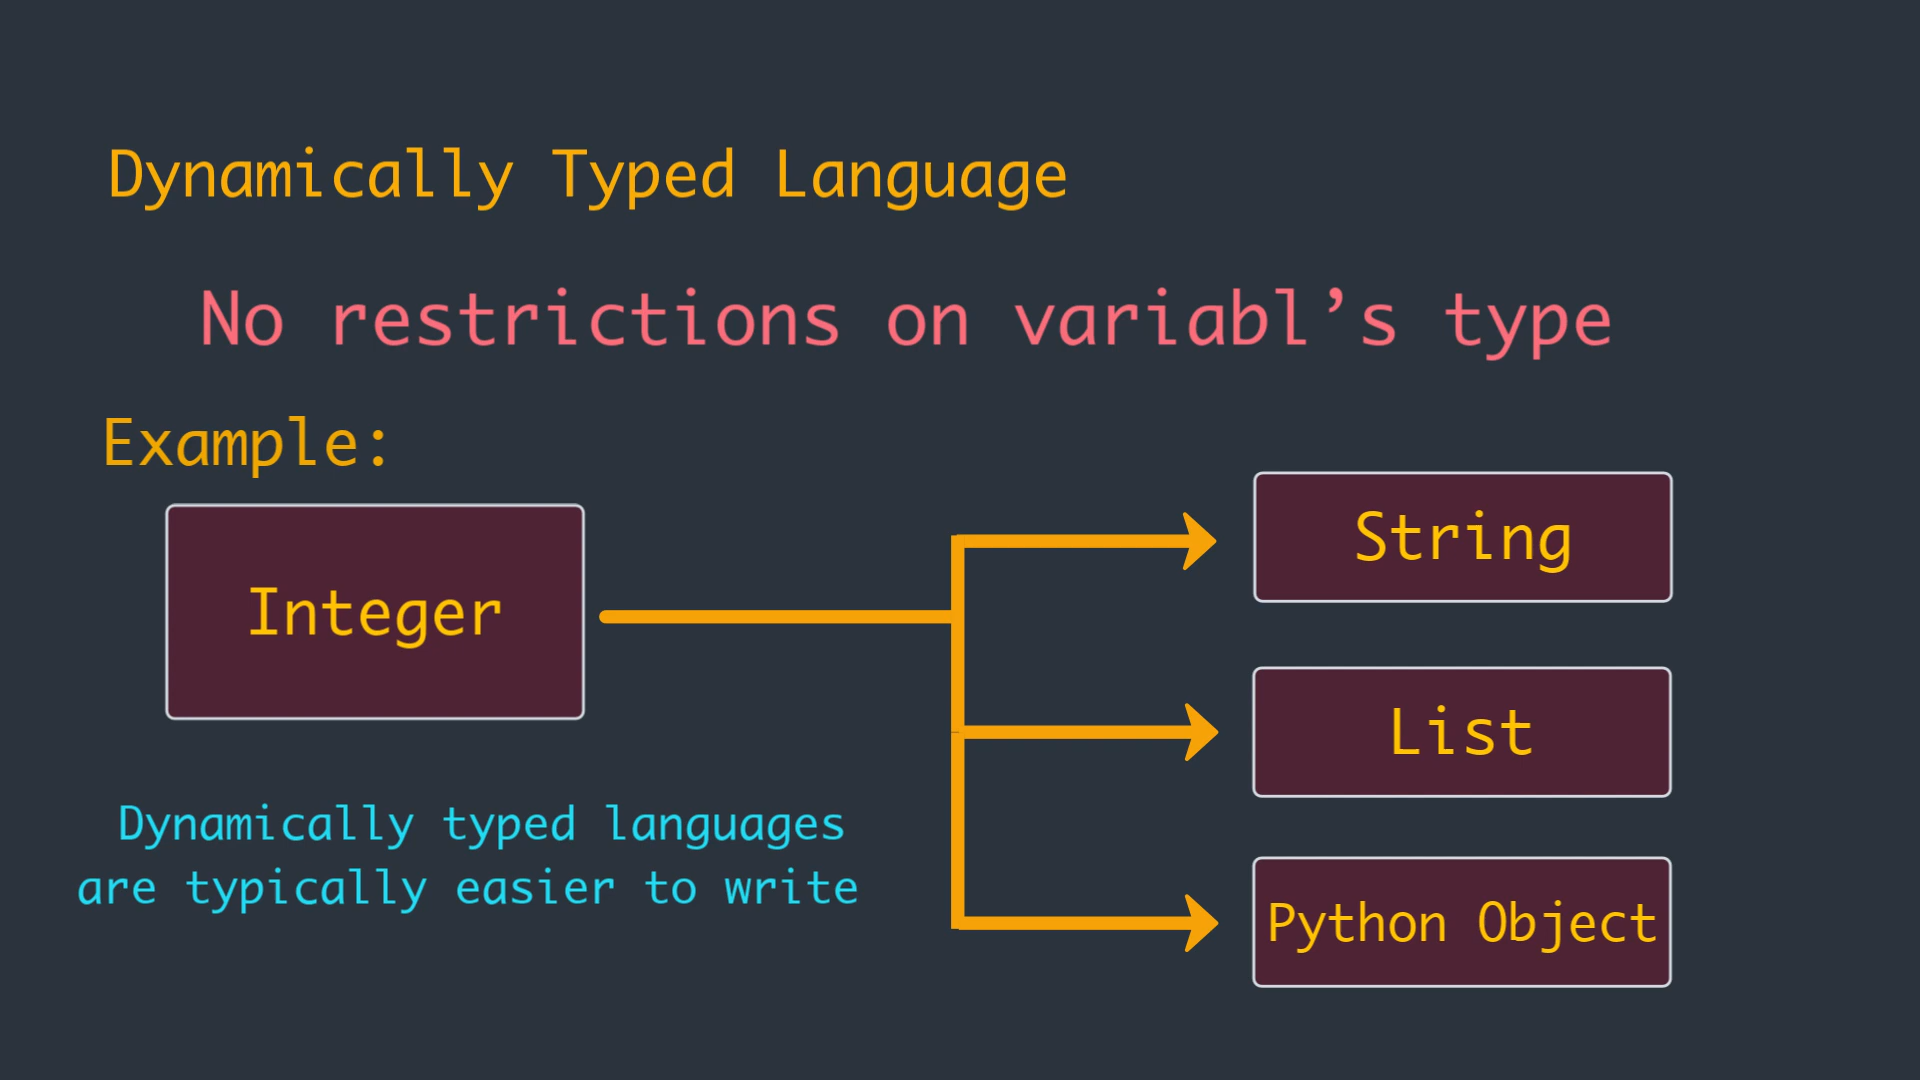 Dynamically Typed Language
No restrictions on variabl’s type
Example:
Integer
String
List
Python Object
Dynamically typed languages
are typically easier to write